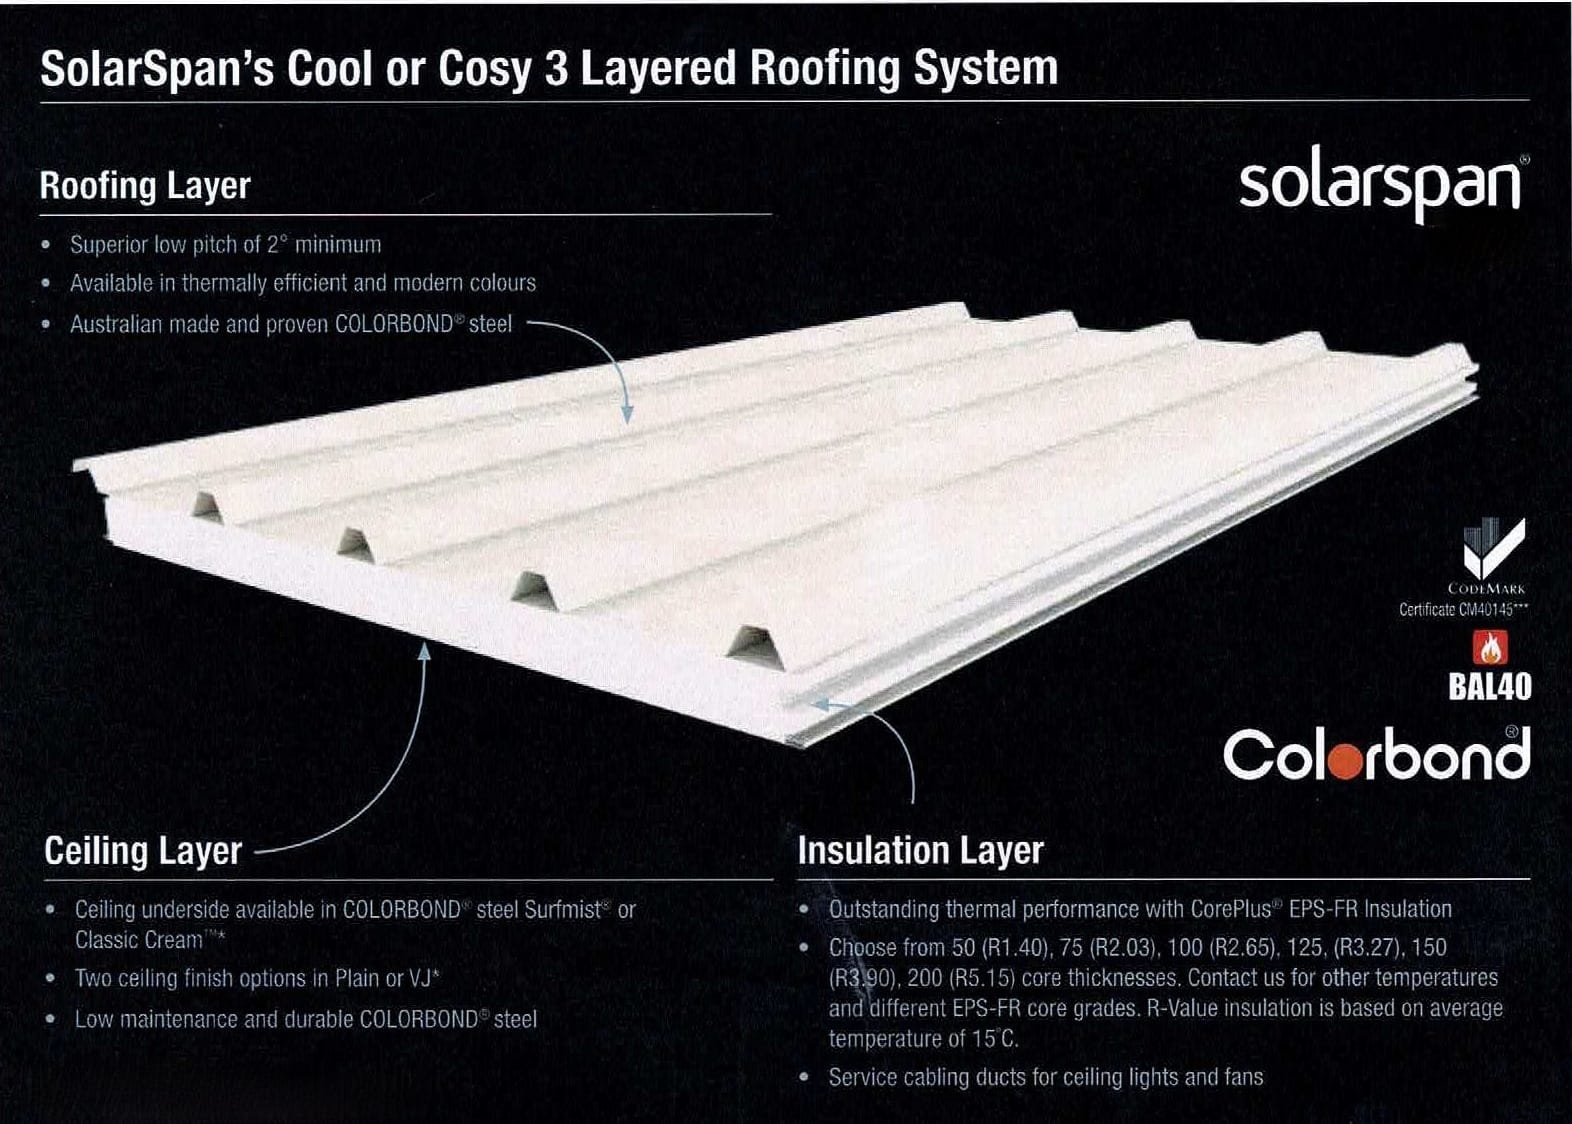 SolarSpan's Cool or Cosy 3 Layered Roofing System
solarspan®
Roofing Layer
• Superior low pitch of 2° minimum
• Available in thermally efficient and modern colours
• Australian made and proven COLORBOND® steel
CODEMARK
Certificate CM40145***
BAL40
Colorbond®
Ceiling Layer
• Ceiling underside available in COLORBOND® steel Surfmist® or
Classic Cream™*
• Two ceiling finish options in Plain or VJ*
• Low maintenance and durable COLORBOND® steel
Insulation Layer
• Outstanding thermal performance with CorePlus® EPS-FR Insulation
• Choose from 50 (R1.40), 75 (R2.03), 100 (R2.65), 125, (R3.27), 150
(R3.90), 200 (R5.15) core thicknesses. Contact us for other temperatures
and different EPS-FR core grades. R-Value insulation is based on average
temperature of 15°C.
• Service cabling ducts for ceiling lights and fans